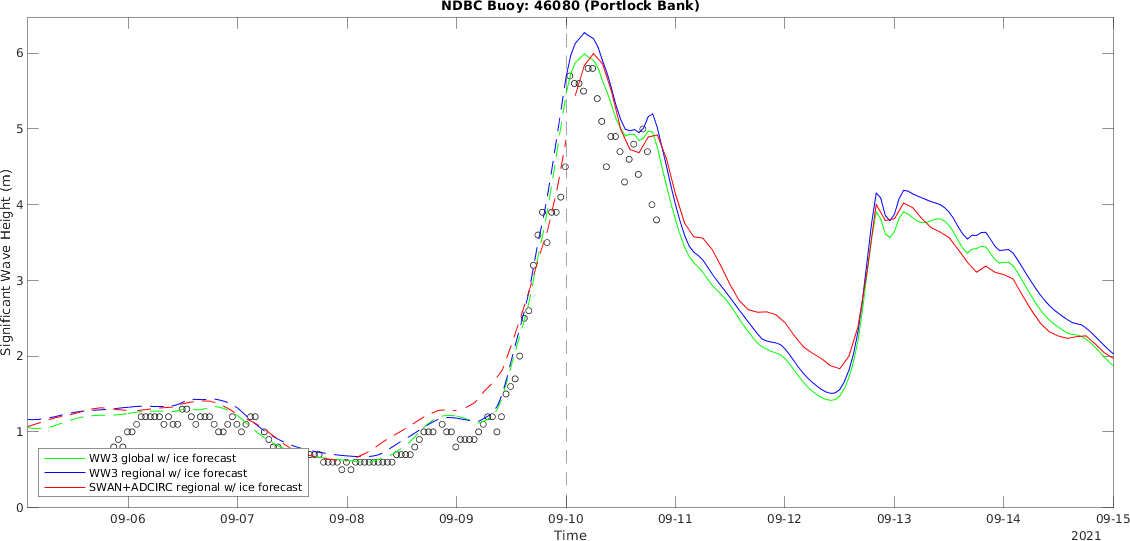 NDBC Buoy: 46080 (Portlock Bank)
Significant Wave Height (m)
6
5
4
3
2
1
0
WW3 global w/ ice forecast
WW3 regional w/ ice forecast
SWAN+ADCIRC regional w/ ice forecast
09-06 09-07 09-08 09-09 09-10 09-11 09-12 09-13 09-14 09-15
Time
2021